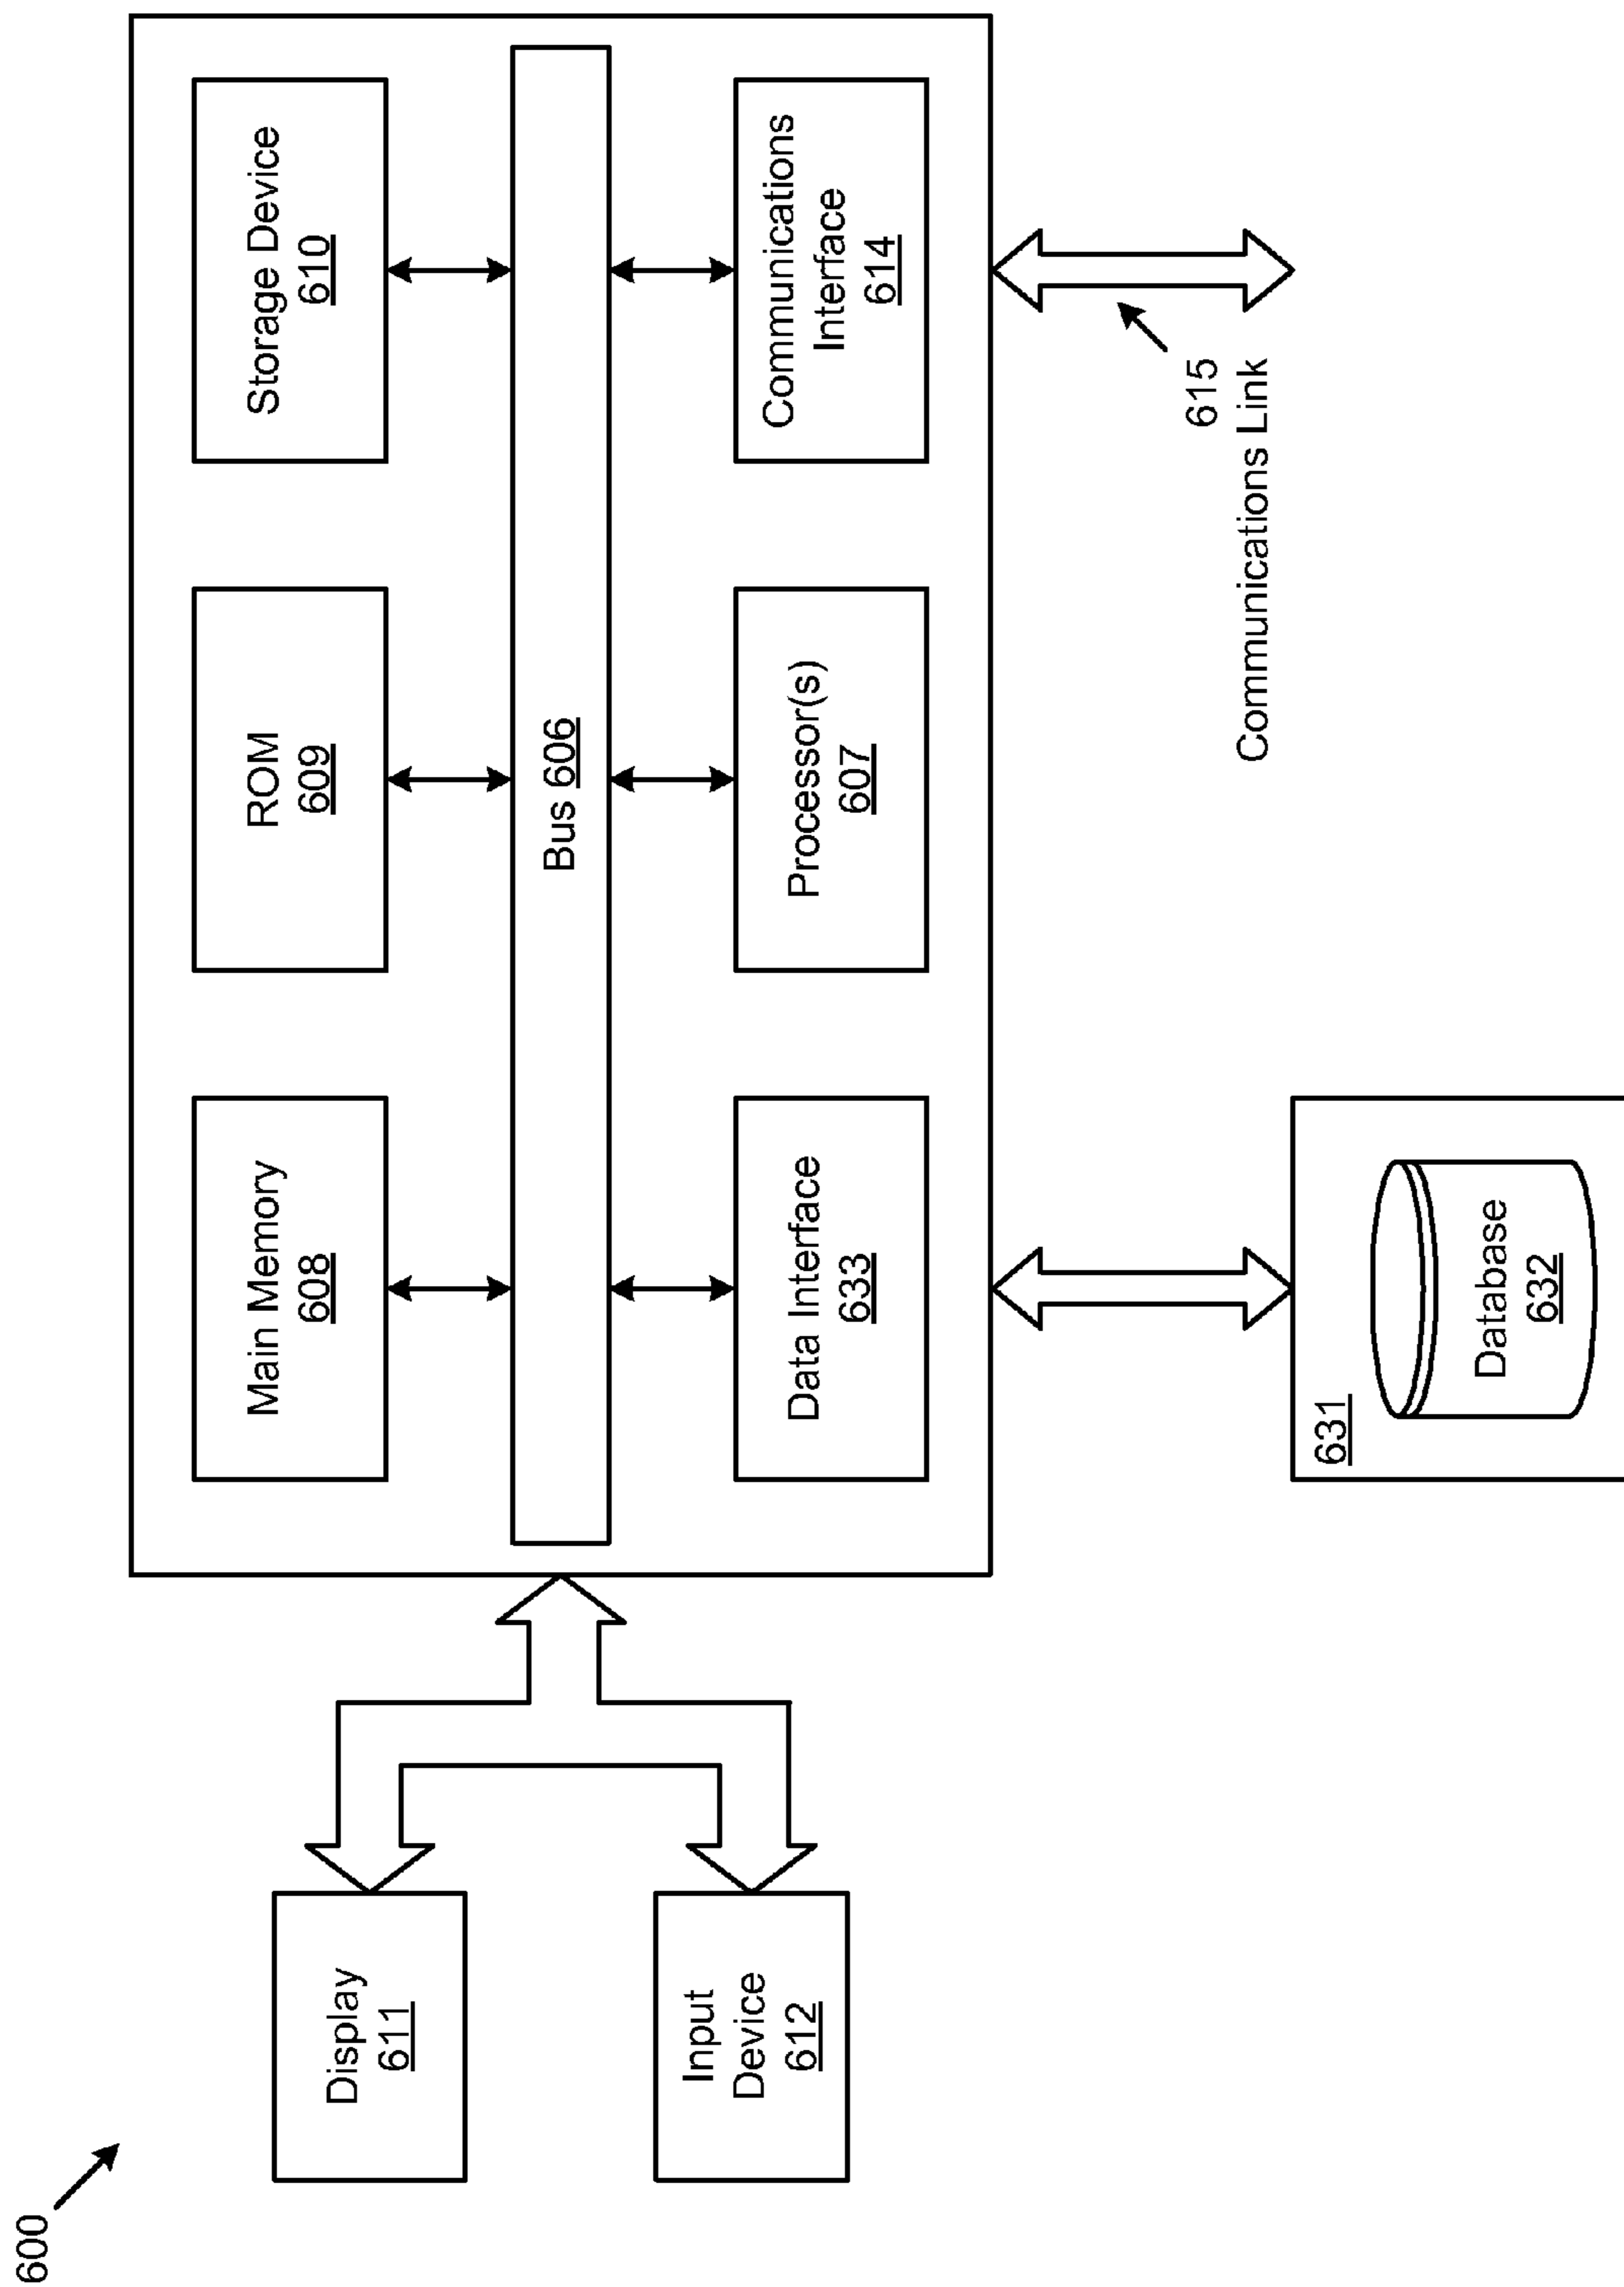 600
Display
611
Input
Device
612
Main Memory
608
ROM
609
Storage Device
610
Bus 606
Data Interface
633
Processor(s)
607
Communications
Interface
614
615
Communications Link
631
Database
632